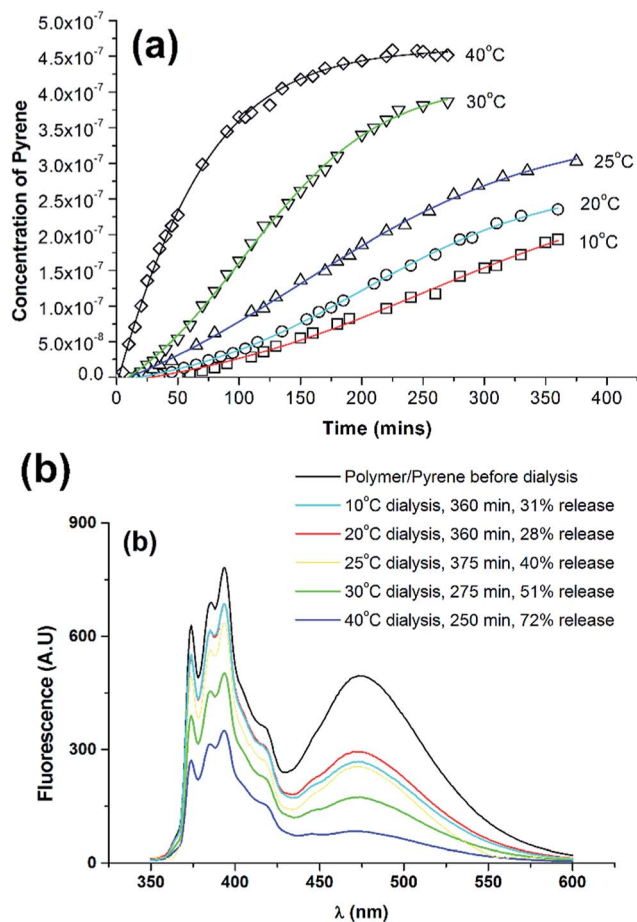 (a)
Concentration of Pyrene
5.0x10⁻⁷
4.5x10⁻⁷
4.0x10⁻⁷
3.5x10⁻⁷
3.0x10⁻⁷
2.5x10⁻⁷
2.0x10⁻⁷
1.5x10⁻⁷
1.0x10⁻⁷
5.0x10⁻⁸
0.0
40°C
30°C
25°C
20°C
10°C
0 50 100 150 200 250 300 350 400
Time (mins)
(b)
(b)
Polymer/Pyrene before dialysis
10°C dialysis, 360 min, 31% release
20°C dialysis, 360 min, 28% release
25°C dialysis, 375 min, 40% release
30°C dialysis, 275 min, 51% release
40°C dialysis, 250 min, 72% release
Fluorescence (A.U)
900
600
300
0
350 400 450 500 550 600
λ (nm)